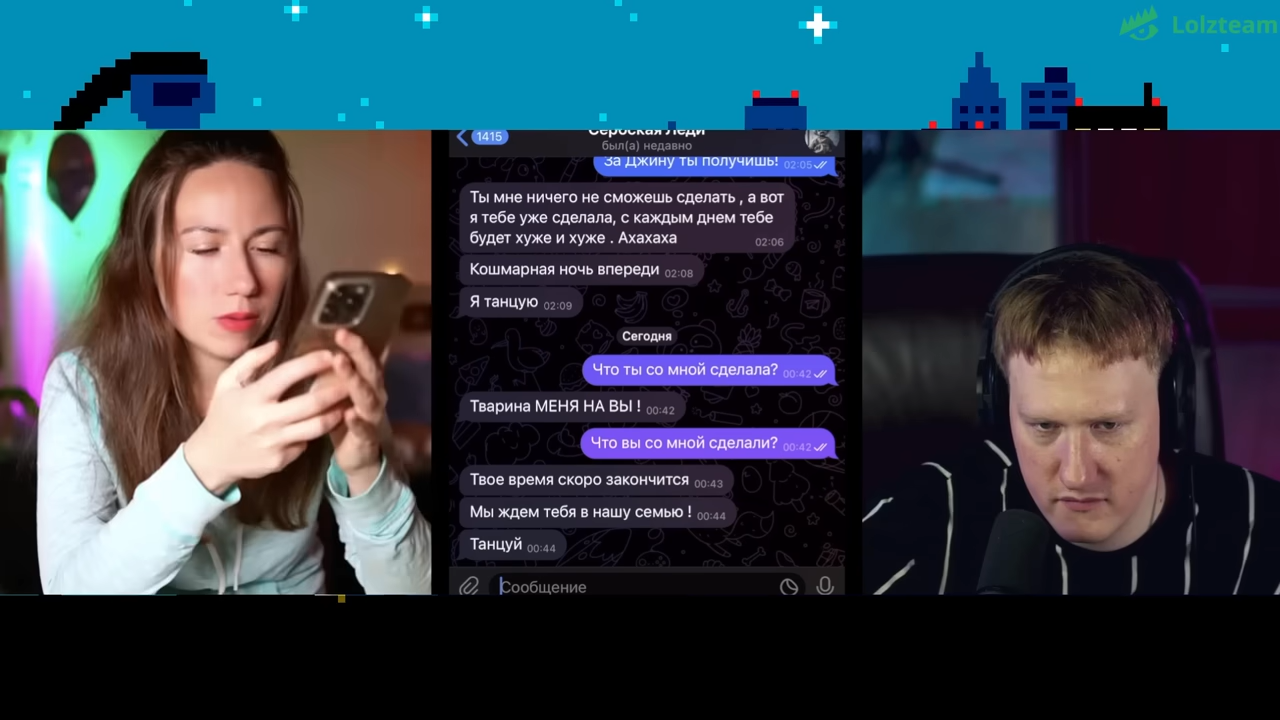 Lolzteam
1415
Сербская Леди
был(а) недавно
За Джину ты получишь! 02:05
Ты мне ничего не сможешь сделать , а вот
я тебе уже сделала, с каждым днем тебе
будет хуже и хуже . Ахахаха 02:06
Кошмарная ночь впереди 02:08
Я танцую 02:09
Сегодня
Что ты со мной сделала? 00:42
Тварина МЕНЯ НА ВЫ ! 00:42
Что вы со мной сделали? 00:42
Твое время скоро закончится 00:43
Мы ждем тебя в нашу семью ! 00:44
Танцуй 00:44
Сообщение